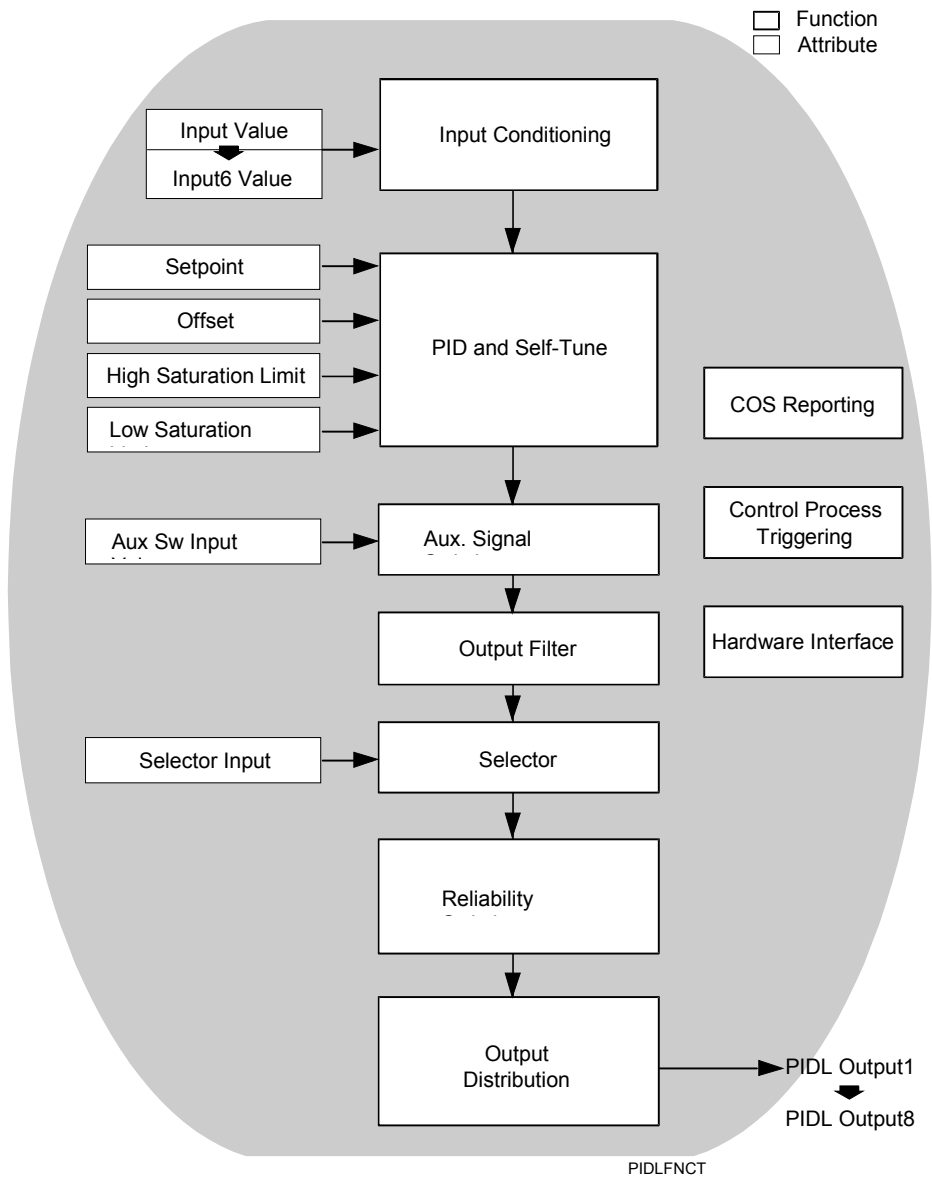 Function
Attribute
Input Value
Input6 Value
Input Conditioning
Setpoint
Offset
High Saturation Limit
Low Saturation
PID and Self-Tune
COS Reporting
Aux Sw Input
Aux. Signal
Control Process
Triggering
Output Filter
Hardware Interface
Selector Input
Selector
Reliability
Output
Distribution
PIDL Output1
PIDL Output8
PIDLFNCT